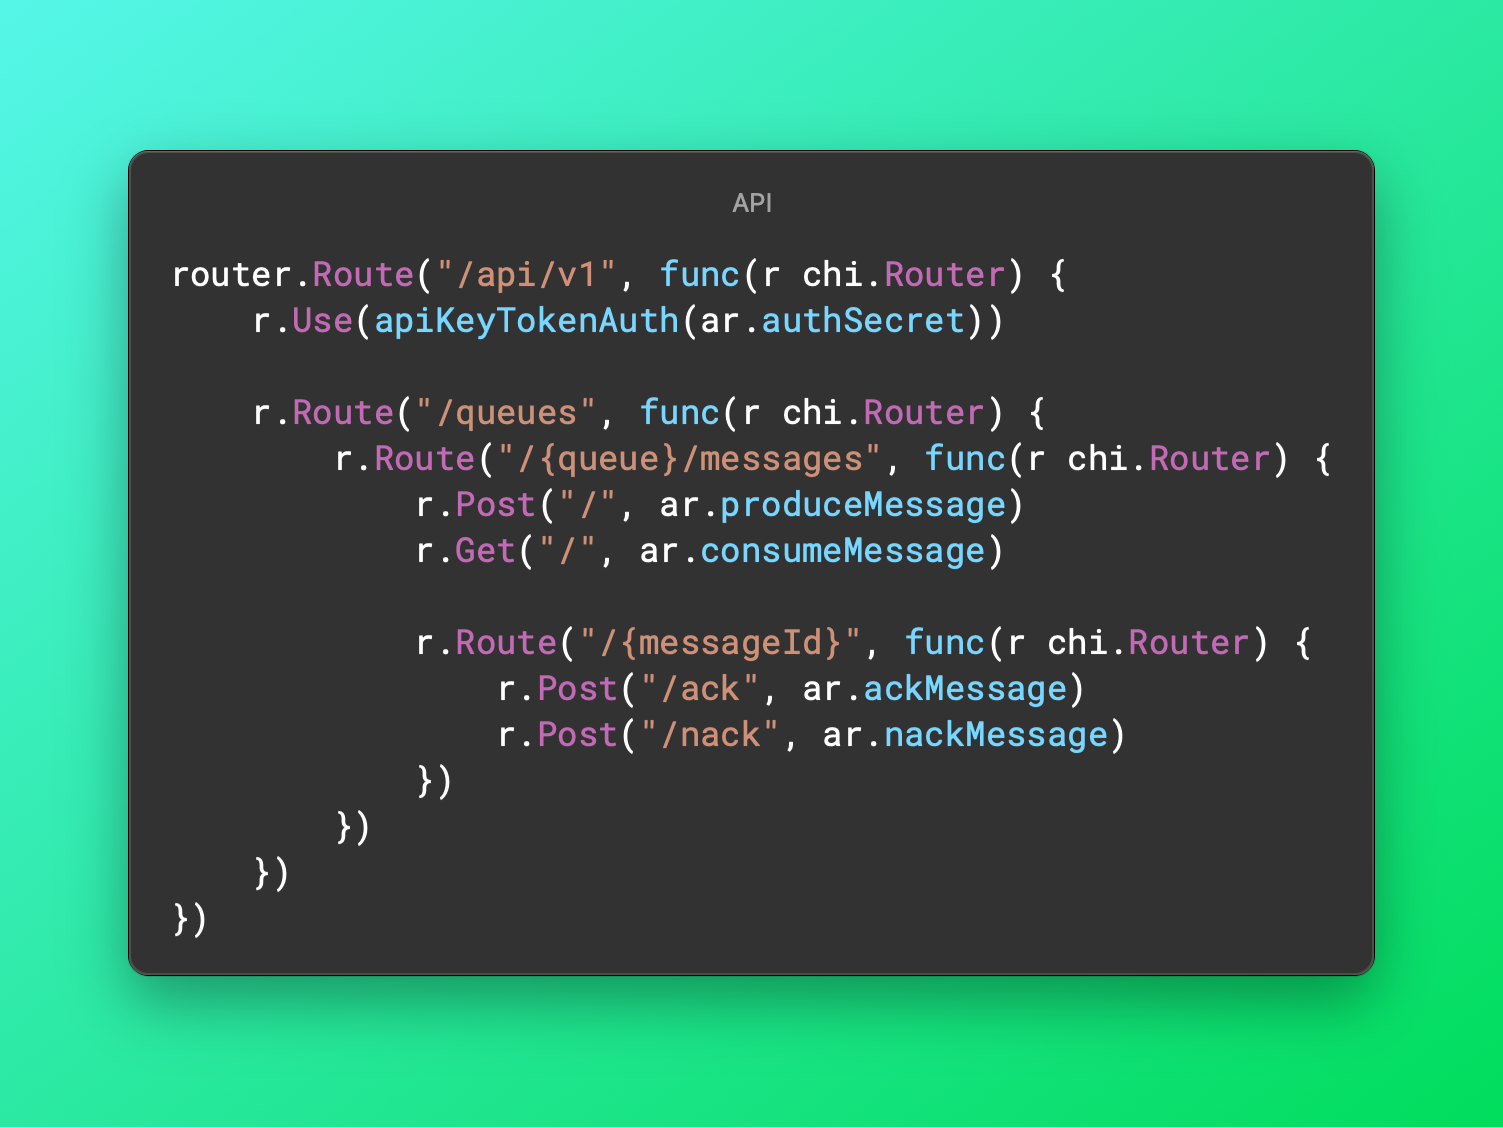 API
router.Route("/api/v1", func(r chi.Router) {
    r.Use(apiKeyTokenAuth(ar.authSecret))

    r.Route("/queues", func(r chi.Router) {
        r.Route("/{queue}/messages", func(r chi.Router) {
            r.Post("/", ar.produceMessage)
            r.Get("/", ar.consumeMessage)

            r.Route("/{messageId}", func(r chi.Router) {
                r.Post("/ack", ar.ackMessage)
                r.Post("/nack", ar.nackMessage)
            })
        })
    })
})